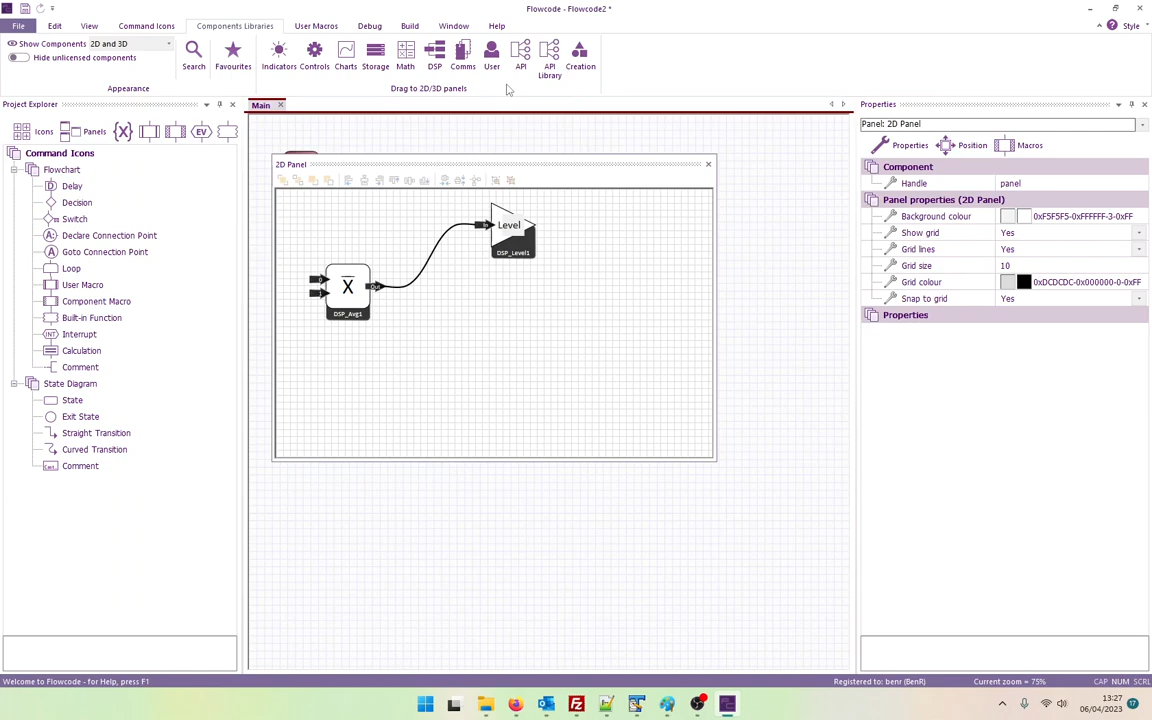 Flowcode - Flowcode2 *
File Edit View Command Icons Components Libraries User Macros Debug Build Window Help Style
Show Components 2D and 3D
Hide unlicensed components
Search Favourites Indicators Controls Charts Storage Math DSP Comms User API API Library Creation
Appearance Drag to 2D/3D panels
Project Explorer
Icons Panels {X} EV
Command Icons
Flowchart
D Delay
Decision
Switch
A: Declare Connection Point
A Goto Connection Point
Loop
User Macro
Component Macro
Built-in Function
INT Interrupt
Calculation
Comment
State Diagram
State
Exit State
Straight Transition
Curved Transition
Comment
Main
2D Panel
Level
DSP_Level1
X
DSP_Avg1
Properties
Panel: 2D Panel
Properties Position Macros
Component
Handle panel
Panel properties (2D Panel)
Background colour 0xF5F5F5-0xFFFFFF-3-0xFF
Show grid Yes
Grid lines Yes
Grid size 10
Grid colour 0xDCDCDC-0x000000-0-0xFF
Snap to grid Yes
Properties
Welcome to Flowcode - for Help, press F1 Registered to: benr (BenR) Current zoom = 75% CAP NUM SCRL
13:27
06/04/2023 17